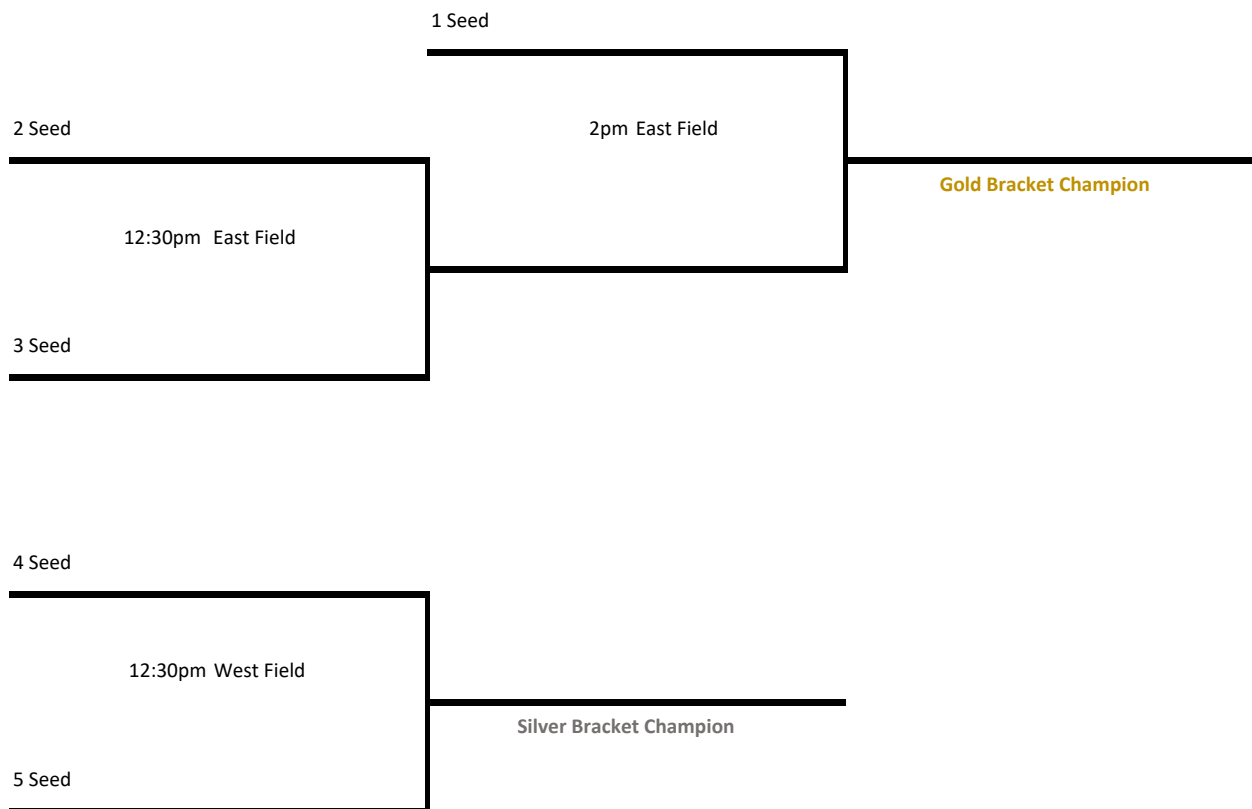 1 Seed
2 Seed
2pm East Field
Gold Bracket Champion
12:30pm East Field
3 Seed
4 Seed
12:30pm West Field
Silver Bracket Champion
5 Seed